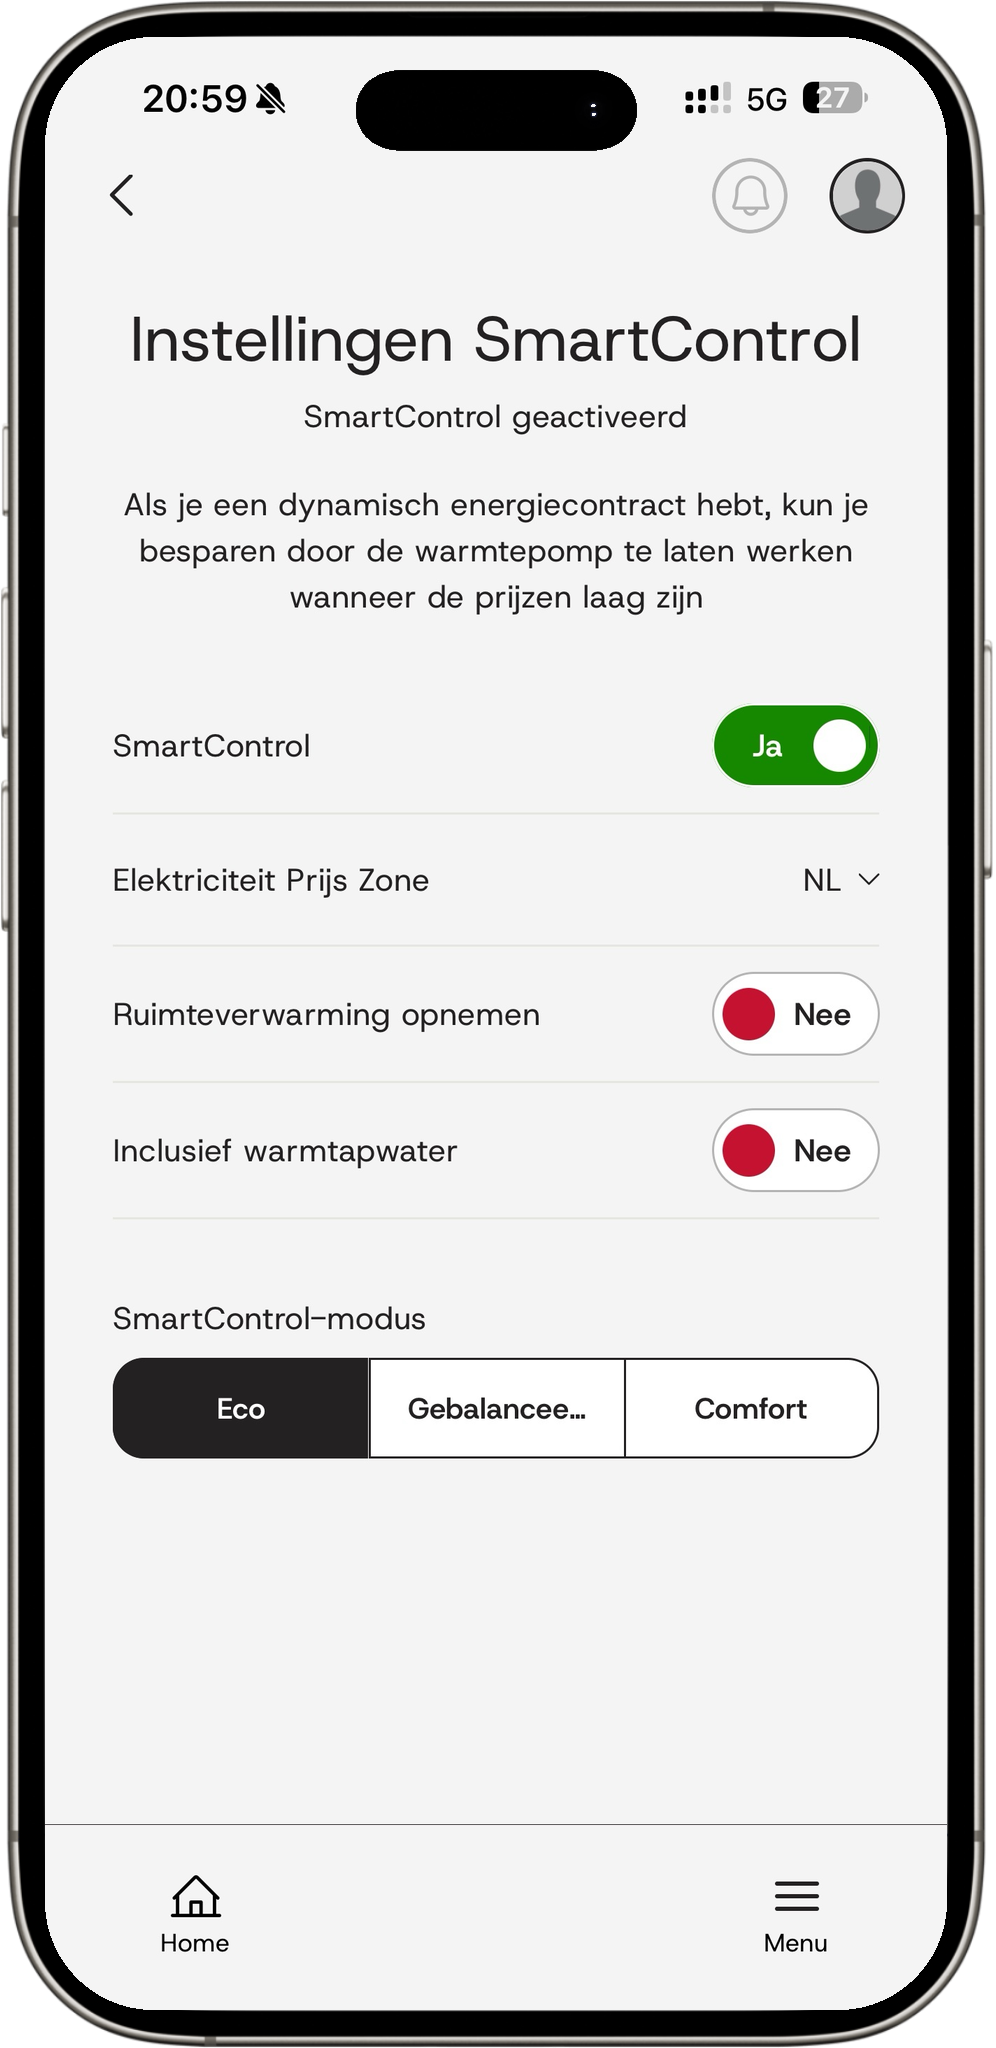 20:59
5G
27
Instellingen SmartControl
SmartControl geactiveerd
Als je een dynamisch energiecontract hebt, kun je
besparen door de warmtepomp te laten werken
wanneer de prijzen laag zijn
SmartControl
Ja
Elektriciteit Prijs Zone
NL
Ruimteverwarming opnemen
Nee
Inclusief warmtapwater
Nee
SmartControl-modus
Eco
Gebalancee...
Comfort
Home
Menu